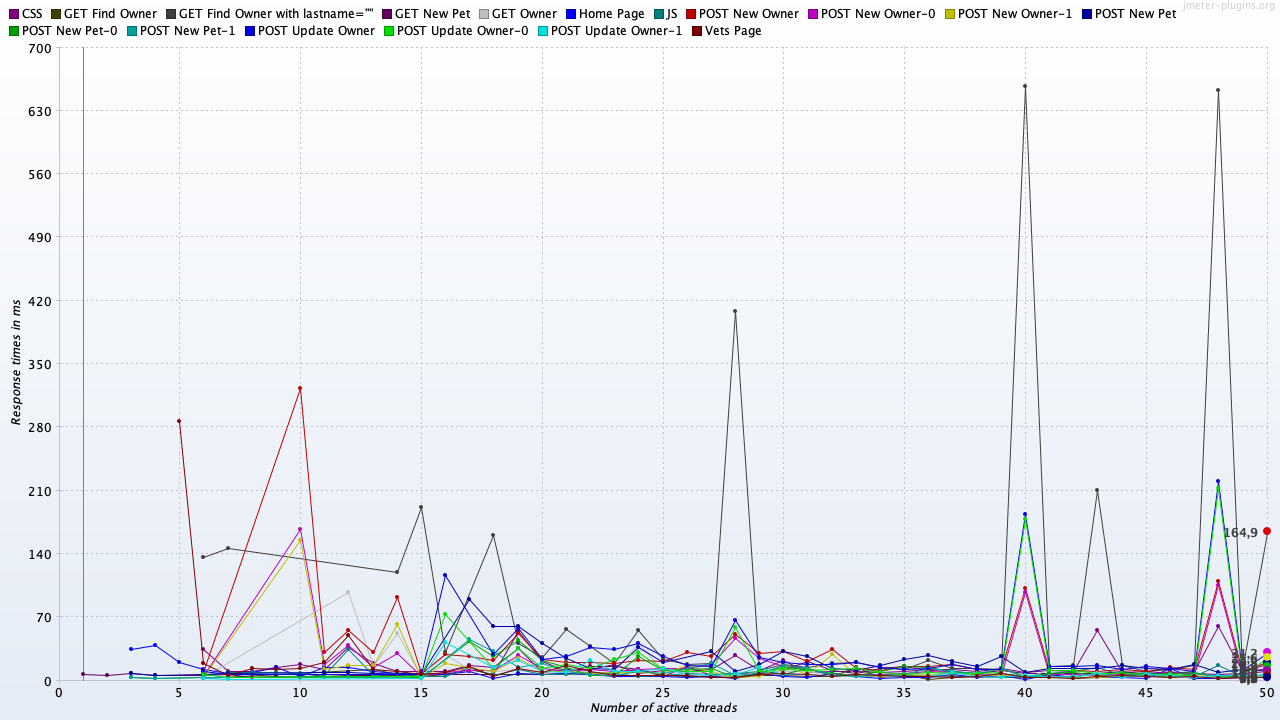 jmeter-plugins.org
CSS GET Find Owner GET Find Owner with lastname="" GET New Pet GET Owner Home Page JS POST New Owner POST New Owner-0 POST New Owner-1 POST New Pet
POST New Pet-0 POST New Pet-1 POST Update Owner POST Update Owner-0 POST Update Owner-1 Vets Page
700
630
560
490
420
350
280
210
140
70
0
Response times in ms
164,9
0 5 10 15 20 25 30 35 40 45 50
Number of active threads